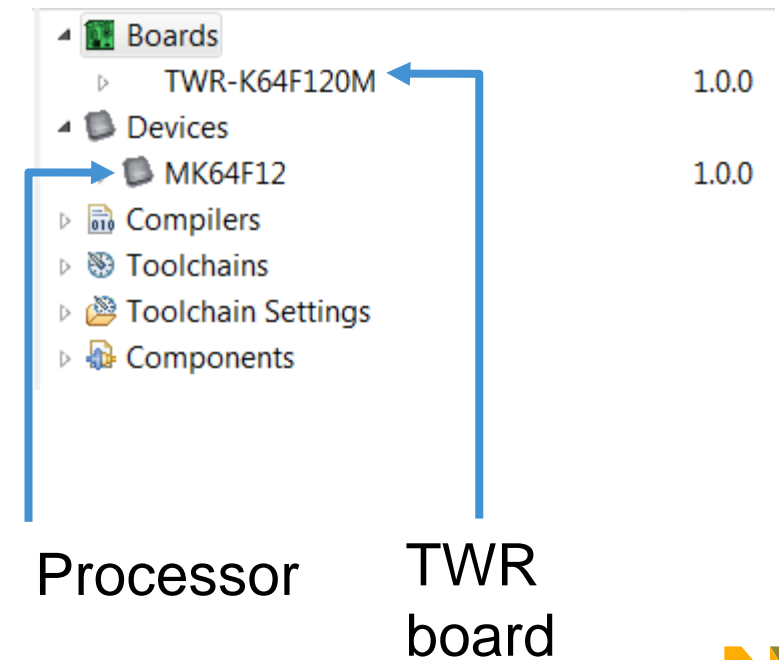 Boards
TWR-K64F120M 1.0.0
Devices
MK64F12 1.0.0
Compilers
Toolchains
Toolchain Settings
Components
Processor
TWR
board